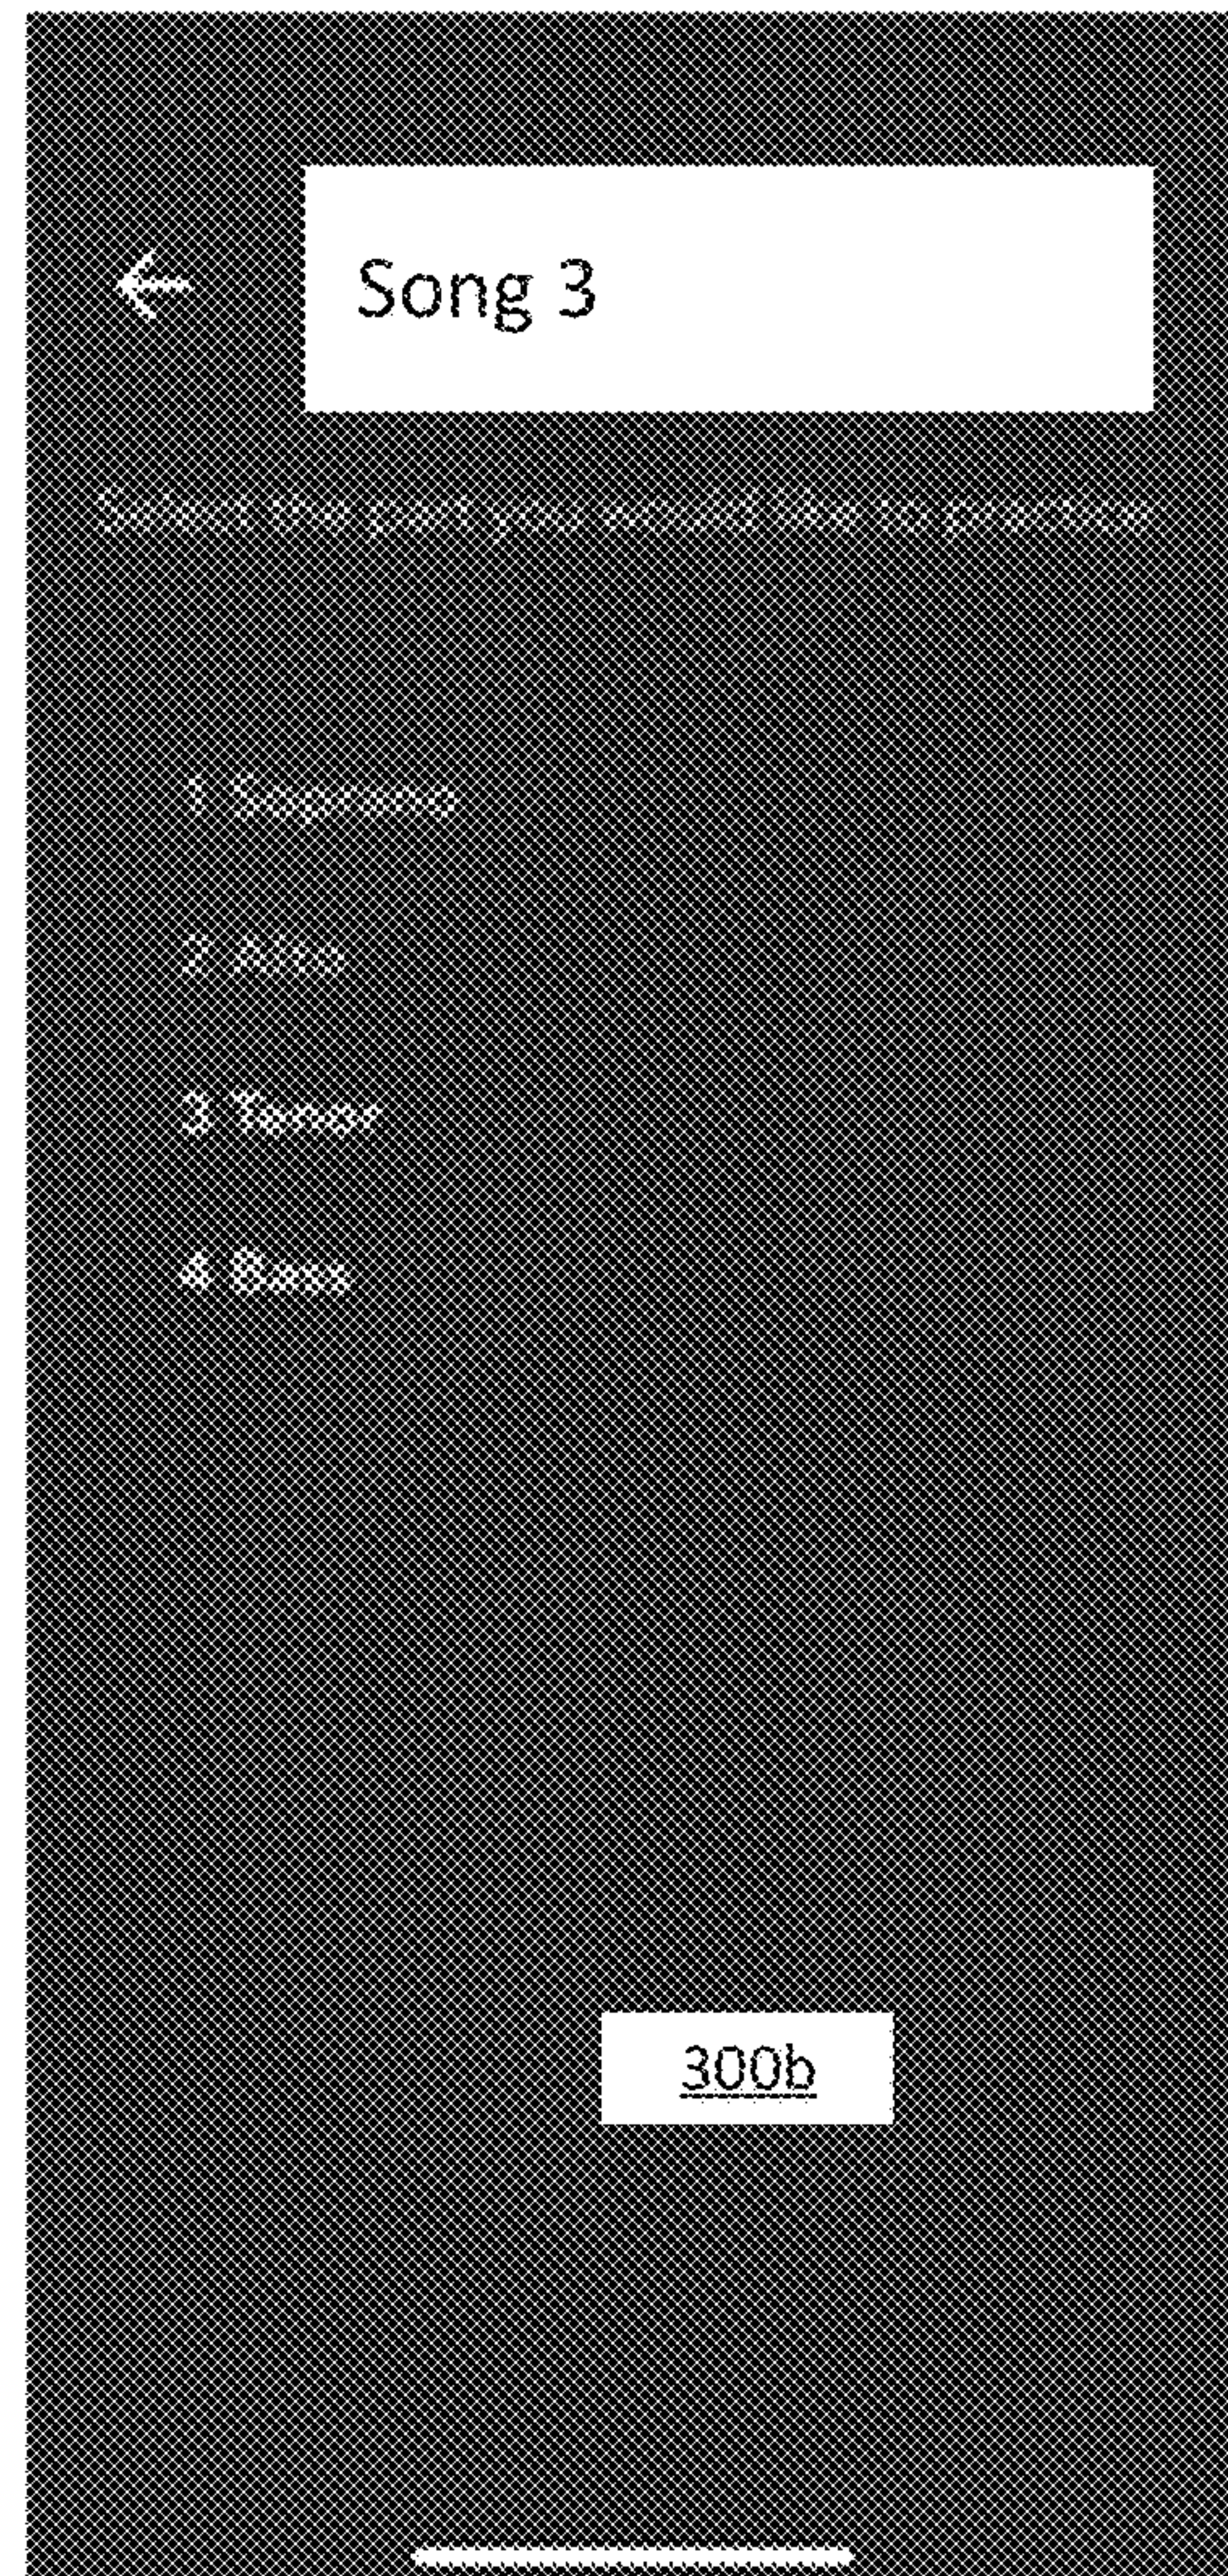 Song 3
Select the part you would like to practice
1 Soprano
2 Alto
3 Tenor
4 Bass
300b